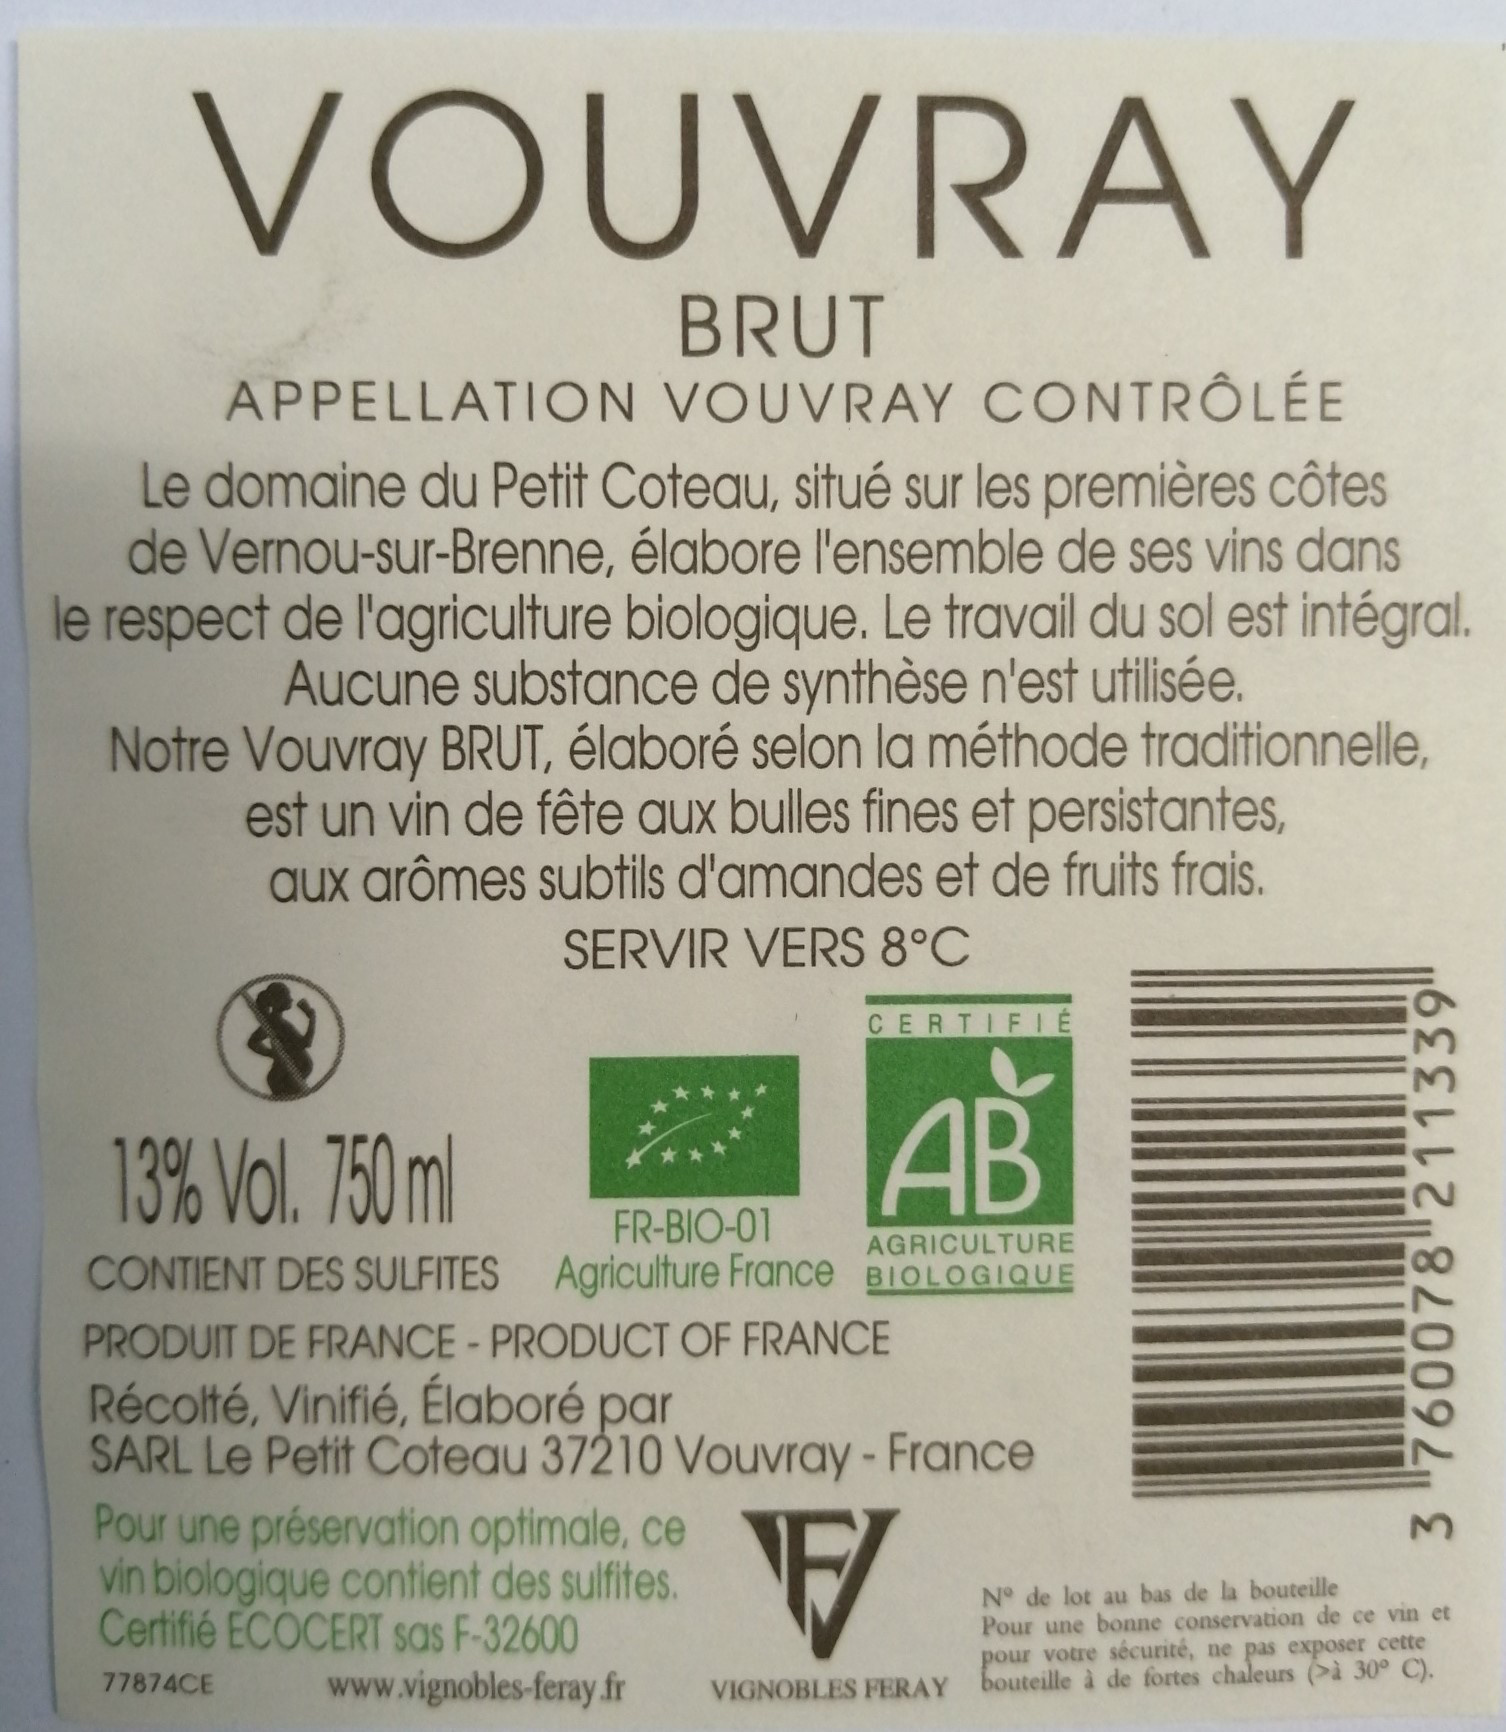 VOUVRAY
BRUT
APPELLATION VOUVRAY CONTRÔLÉE
Le domaine du Petit Coteau, situé sur les premières côtes
de Vernou-sur-Brenne, élabore l'ensemble de ses vins dans
le respect de l'agriculture biologique. Le travail du sol est intégral.
Aucune substance de synthèse n'est utilisée.
Notre Vouvray BRUT, élaboré selon la méthode traditionnelle,
est un vin de fête aux bulles fines et persistantes,
aux arômes subtils d'amandes et de fruits frais.
SERVIR VERS 8°C
13% Vol. 750 ml
CONTIENT DES SULFITES
FR-BIO-01
Agriculture France
CERTIFIÉ
AB
AGRICULTURE
BIOLOGIQUE
3 760078 211339
PRODUIT DE FRANCE - PRODUCT OF FRANCE
Récolté, Vinifié, Élaboré par
SARL Le Petit Coteau 37210 Vouvray - France
Pour une préservation optimale, ce
vin biologique contient des sulfites.
Certifié ECOCERT sas F-32600
77874CE
www.vignobles-feray.fr
VF
VIGNOBLES FERAY
N° de lot au bas de la bouteille
Pour une bonne conservation de ce vin et
pour votre sécurité, ne pas exposer cette
bouteille à de fortes chaleurs (>à 30° C).